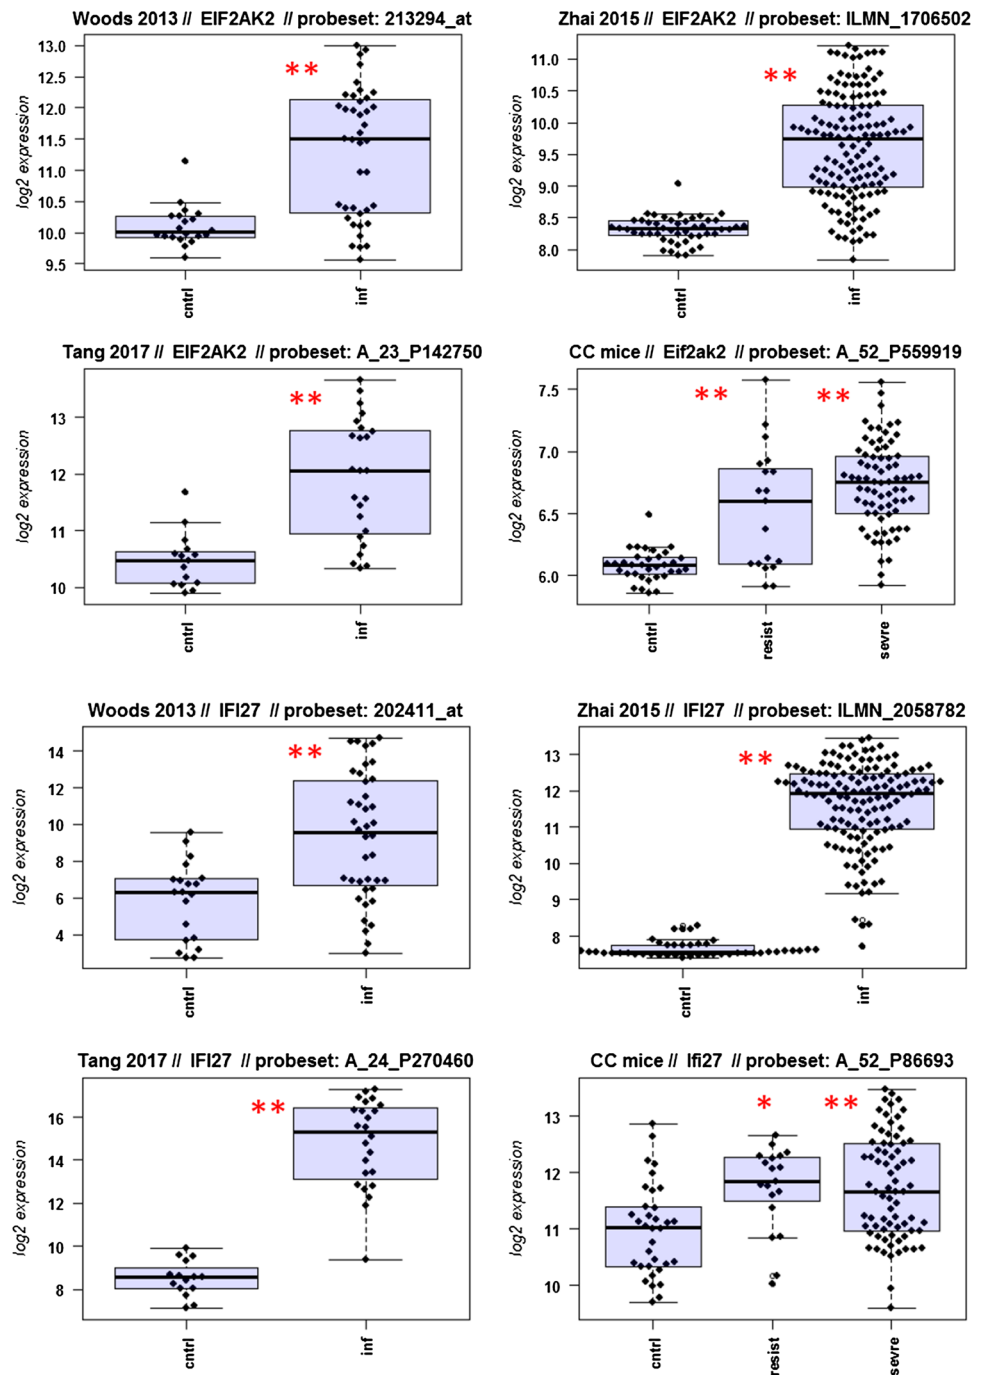 Woods 2013 // EIF2AK2 // probeset: 213294_at
log2 expression
13.0
12.5
12.0
11.5
11.0
10.5
10.0
9.5
**
cntrl
inf
Zhai 2015 // EIF2AK2 // probeset: ILMN_1706502
log2 expression
11.0
10.5
10.0
9.5
9.0
8.5
8.0
**
cntrl
inf
Tang 2017 // EIF2AK2 // probeset: A_23_P142750
log2 expression
13
12
11
10
**
cntrl
inf
CC mice // Eif2ak2 // probeset: A_52_P559919
log2 expression
7.5
7.0
6.5
6.0
** **
cntrl
resist
sevre
Woods 2013 // IFI27 // probeset: 202411_at
log2 expression
14
12
10
8
6
4
**
cntrl
inf
Zhai 2015 // IFI27 // probeset: ILMN_2058782
log2 expression
13
12
11
10
9
8
**
cntrl
inf
Tang 2017 // IFI27 // probeset: A_24_P270460
log2 expression
16
14
12
10
8
**
cntrl
inf
CC mice // Ifi27 // probeset: A_52_P86693
log2 expression
13
12
11
10
* **
cntrl
resist
sevre